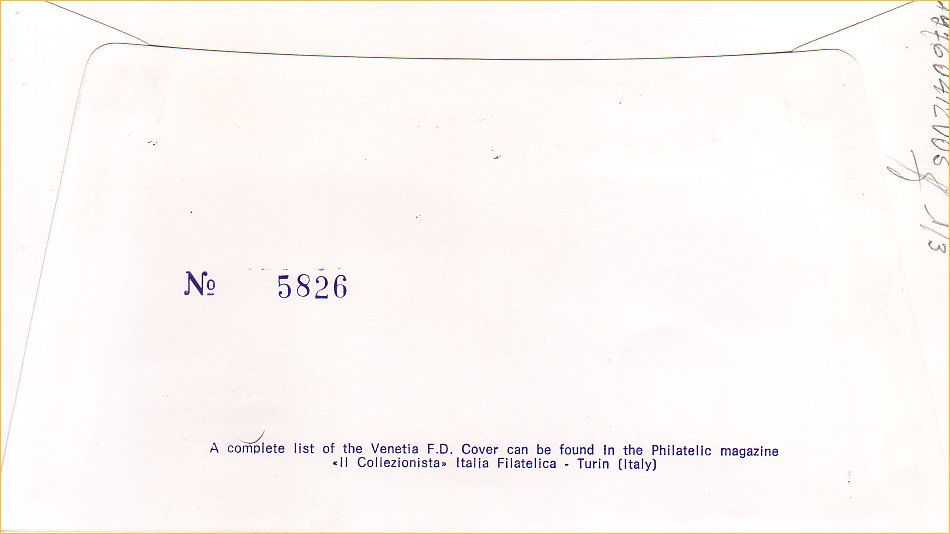 № 5826
A complete list of the Venetia F.D. Cover can be found in the Philatelic magazine
«Il Collezionista» Italia Filatelica - Turin (Italy)